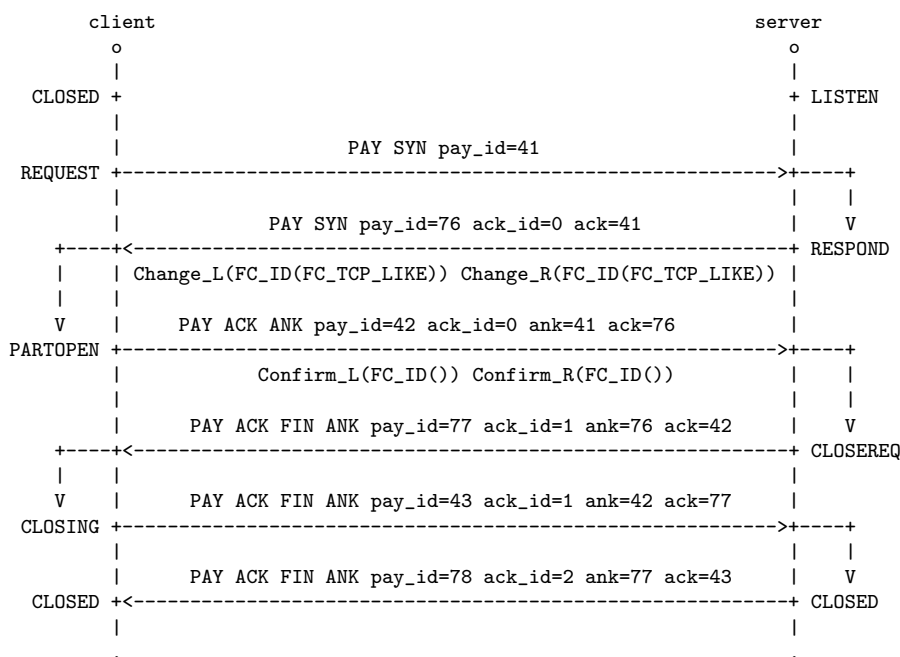 client server
CLOSED LISTEN
PAY SYN pay_id=41
REQUEST
PAY SYN pay_id=76 ack_id=0 ack=41 V
RESPOND
Change_L(FC_ID(FC_TCP_LIKE)) Change_R(FC_ID(FC_TCP_LIKE))
V PAY ACK ANK pay_id=42 ack_id=0 ank=41 ack=76
PARTOPEN
Confirm_L(FC_ID()) Confirm_R(FC_ID())
PAY ACK FIN ANK pay_id=77 ack_id=1 ank=76 ack=42 V
CLOSEREQ
V PAY ACK FIN ANK pay_id=43 ack_id=1 ank=42 ack=77
CLOSING
PAY ACK FIN ANK pay_id=78 ack_id=2 ank=77 ack=43 V
CLOSED CLOSED